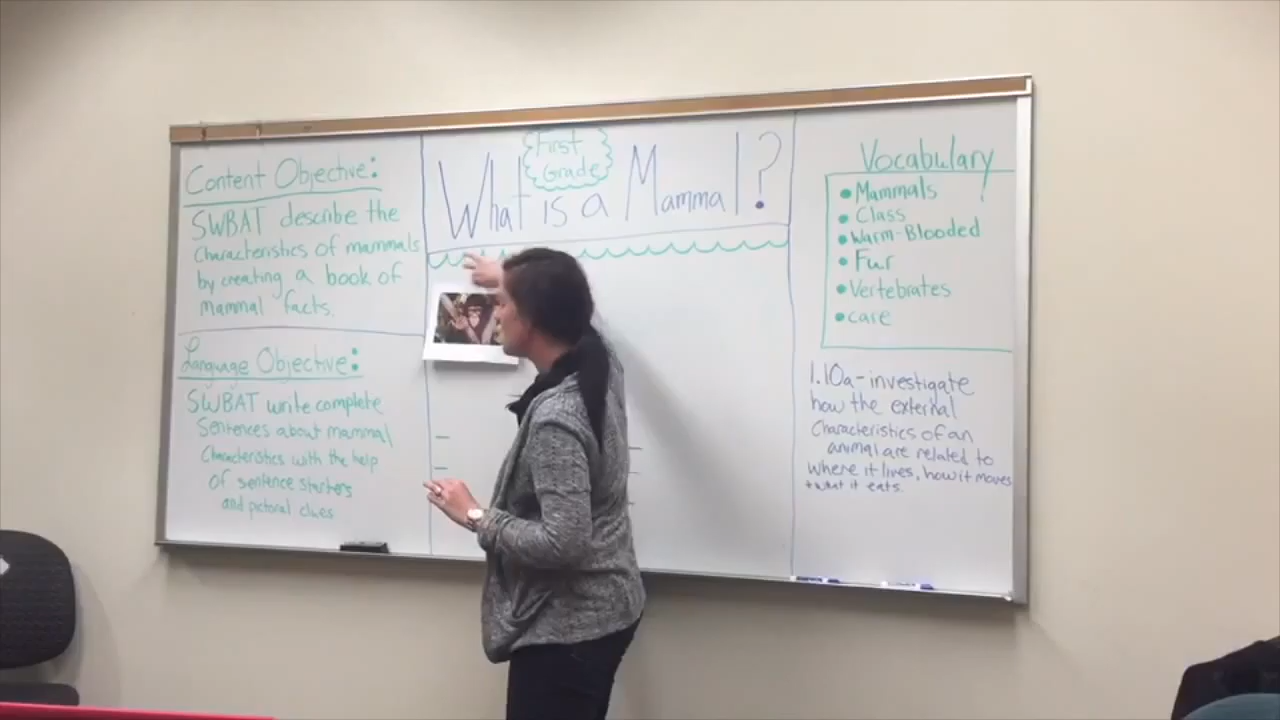 Content Objective:
SWBAT describe the
Characteristics of mammals
by creating a book of
mammal facts.
Language Objective:
SWBAT write complete
Sentences about mammal
Characteristics with the help
of sentence starters
and pictoral clues
First
Grade
What is a Mammal?
Vocabulary
• Mammals
• Class
• Warm-Blooded
• Fur
• Vertebrates
• care
1.10a- investigate
how the external
Characteristics of an
animal are related to
where it lives, how it moves
+ what it eats.